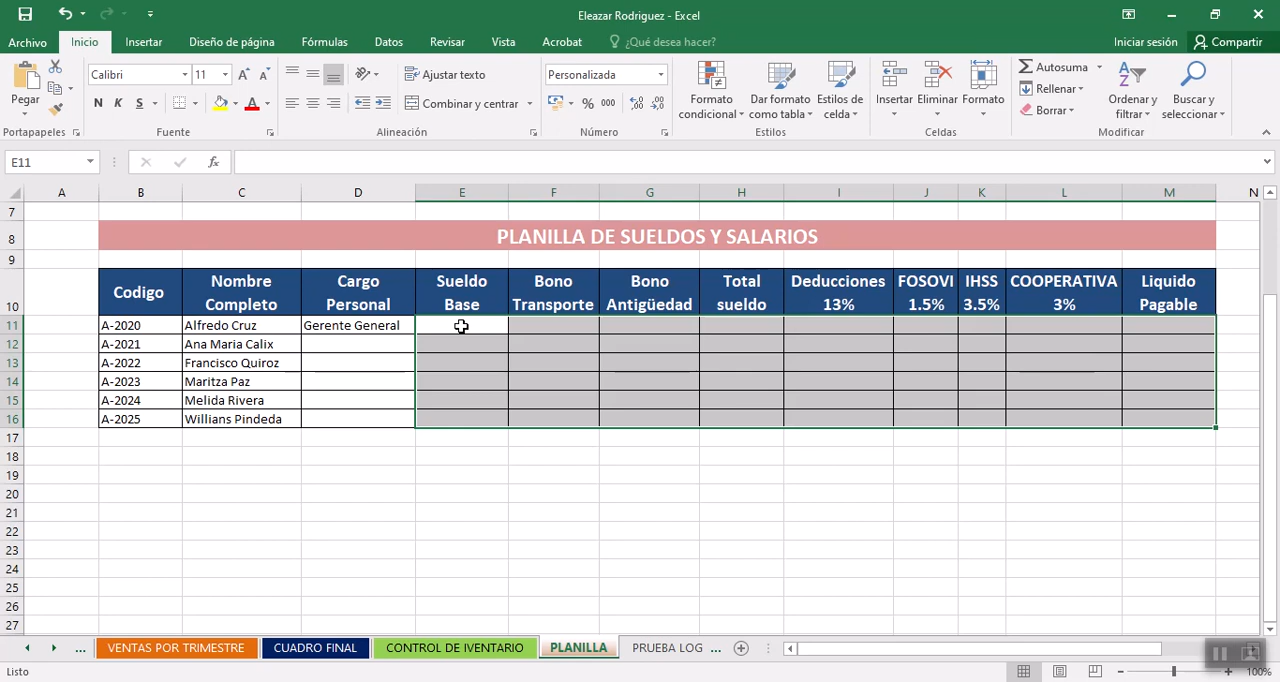 Eleazar Rodriguez - Excel
Archivo Inicio Insertar Diseño de página Fórmulas Datos Revisar Vista Acrobat ¿Qué desea hacer? Iniciar sesión Compartir
Pegar
Calibri 11
N K S
Ajustar texto
Combinar y centrar
Personalizada
% 000
Formato condicional
Dar formato como tabla
Estilos de celda
Insertar Eliminar Formato
Autosuma
Rellenar
Borrar
Ordenar y filtrar
Buscar y seleccionar
Portapapeles Fuente Alineación Número Estilos Celdas Modificar
E11 fx
A B C D E F G H I J K L M N
7
8 PLANILLA DE SUELDOS Y SALARIOS
9
10 Codigo Nombre Completo Cargo Personal Sueldo Base Bono Transporte Bono Antigüedad Total sueldo Deducciones 13% FOSOVI 1.5% IHSS 3.5% COOPERATIVA 3% Liquido Pagable
11 A-2020 Alfredo Cruz Gerente General
12 A-2021 Ana Maria Calix
13 A-2022 Francisco Quiroz
14 A-2023 Maritza Paz
15 A-2024 Melida Rivera
16 A-2025 Willians Pindeda
17
18
19
20
21
22
23
24
25
26
27
... VENTAS POR TRIMESTRE CUADRO FINAL CONTROL DE IVENTARIO PLANILLA PRUEBA LOG ...
Listo 100%